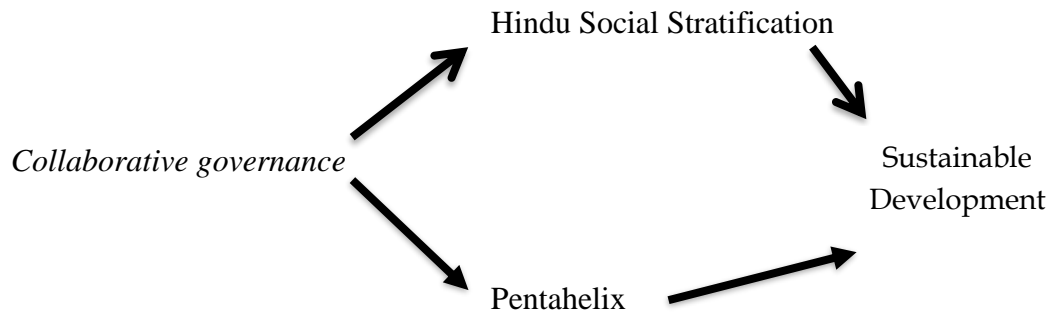 Hindu Social Stratification
Collaborative governance
Sustainable
Development
Pentahelix